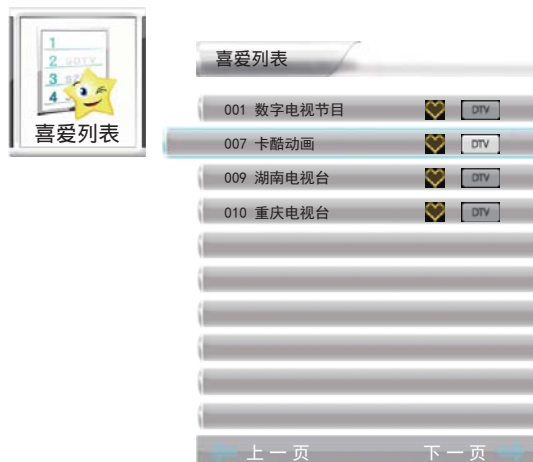 1
2 SDTV
3
4
喜爱列表
喜爱列表
001 数字电视节目 DTV
007 卡酷动画 DTV
009 湖南电视台 DTV
010 重庆电视台 DTV
上一页 下一页